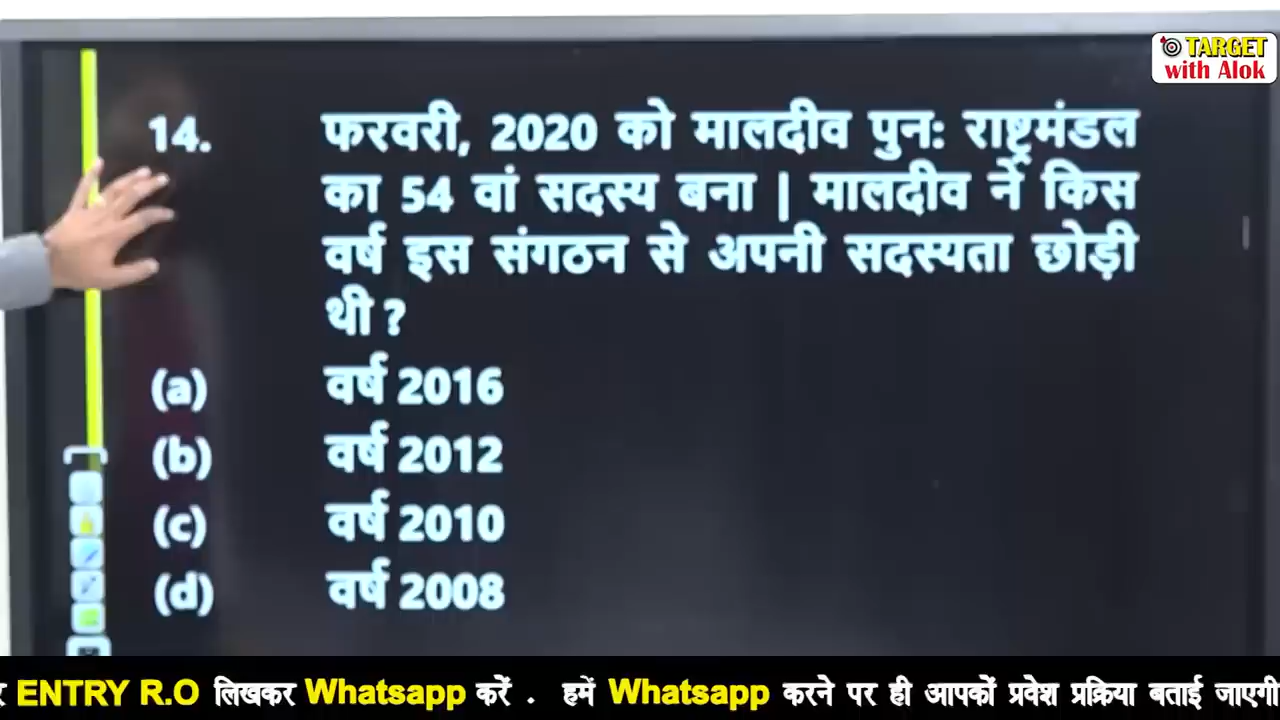 TARGET
with Alok
14. फरवरी, 2020 को मालदीव पुन: राष्ट्रमंडल
का 54 वां सदस्य बना | मालदीव ने किस
वर्ष इस संगठन से अपनी सदस्यता छोड़ी
थी ?
(a) वर्ष 2016
(b) वर्ष 2012
(c) वर्ष 2010
(d) वर्ष 2008
ENTRY R.O लिखकर Whatsapp करें . हमें Whatsapp करने पर ही आपकों प्रवेश प्रक्रिया बताई जाएगी